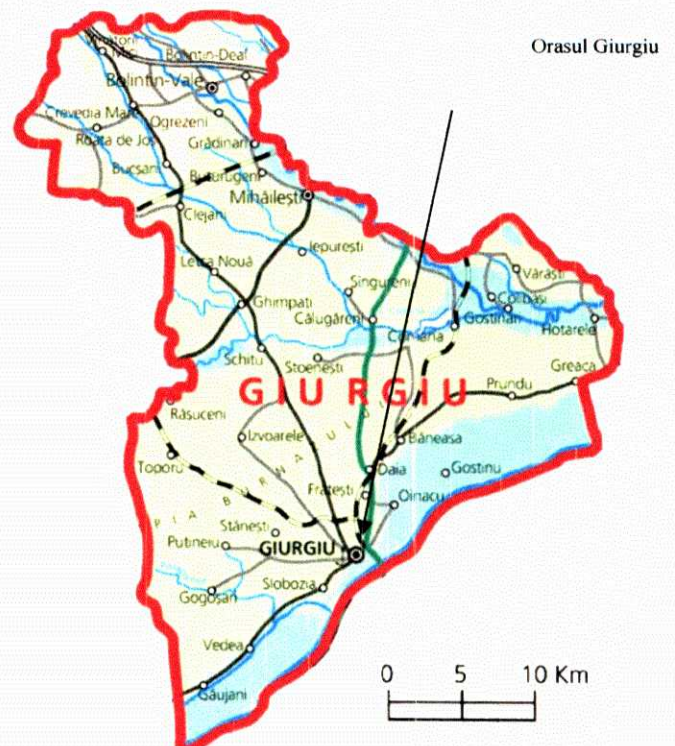 Orasul Giurgiu
Bolintin-Deal
Bolintin-Vale
Crevedia Mare
Ogrezeni
Roata de Jos
Grădinari
Bucșani
Buturugeni
Mihăilești
Clejani
Iepurești
Letca Nouă
Singureni
Vărăști
Colibași
Ghimpați
Călugăreni
Comana
Gostinari
Hotarele
Schitu
Stoenești
Greaca
GIURGIU
Prundu
Răsuceni
Izvoarele
Băneasa
Toporu
Daia
Gostinu
Frătești
Oinacu
Stănești
Putineiu
GIURGIU
Slobozia
Gogoșari
Vedea
Găujani
0 5 10 Km